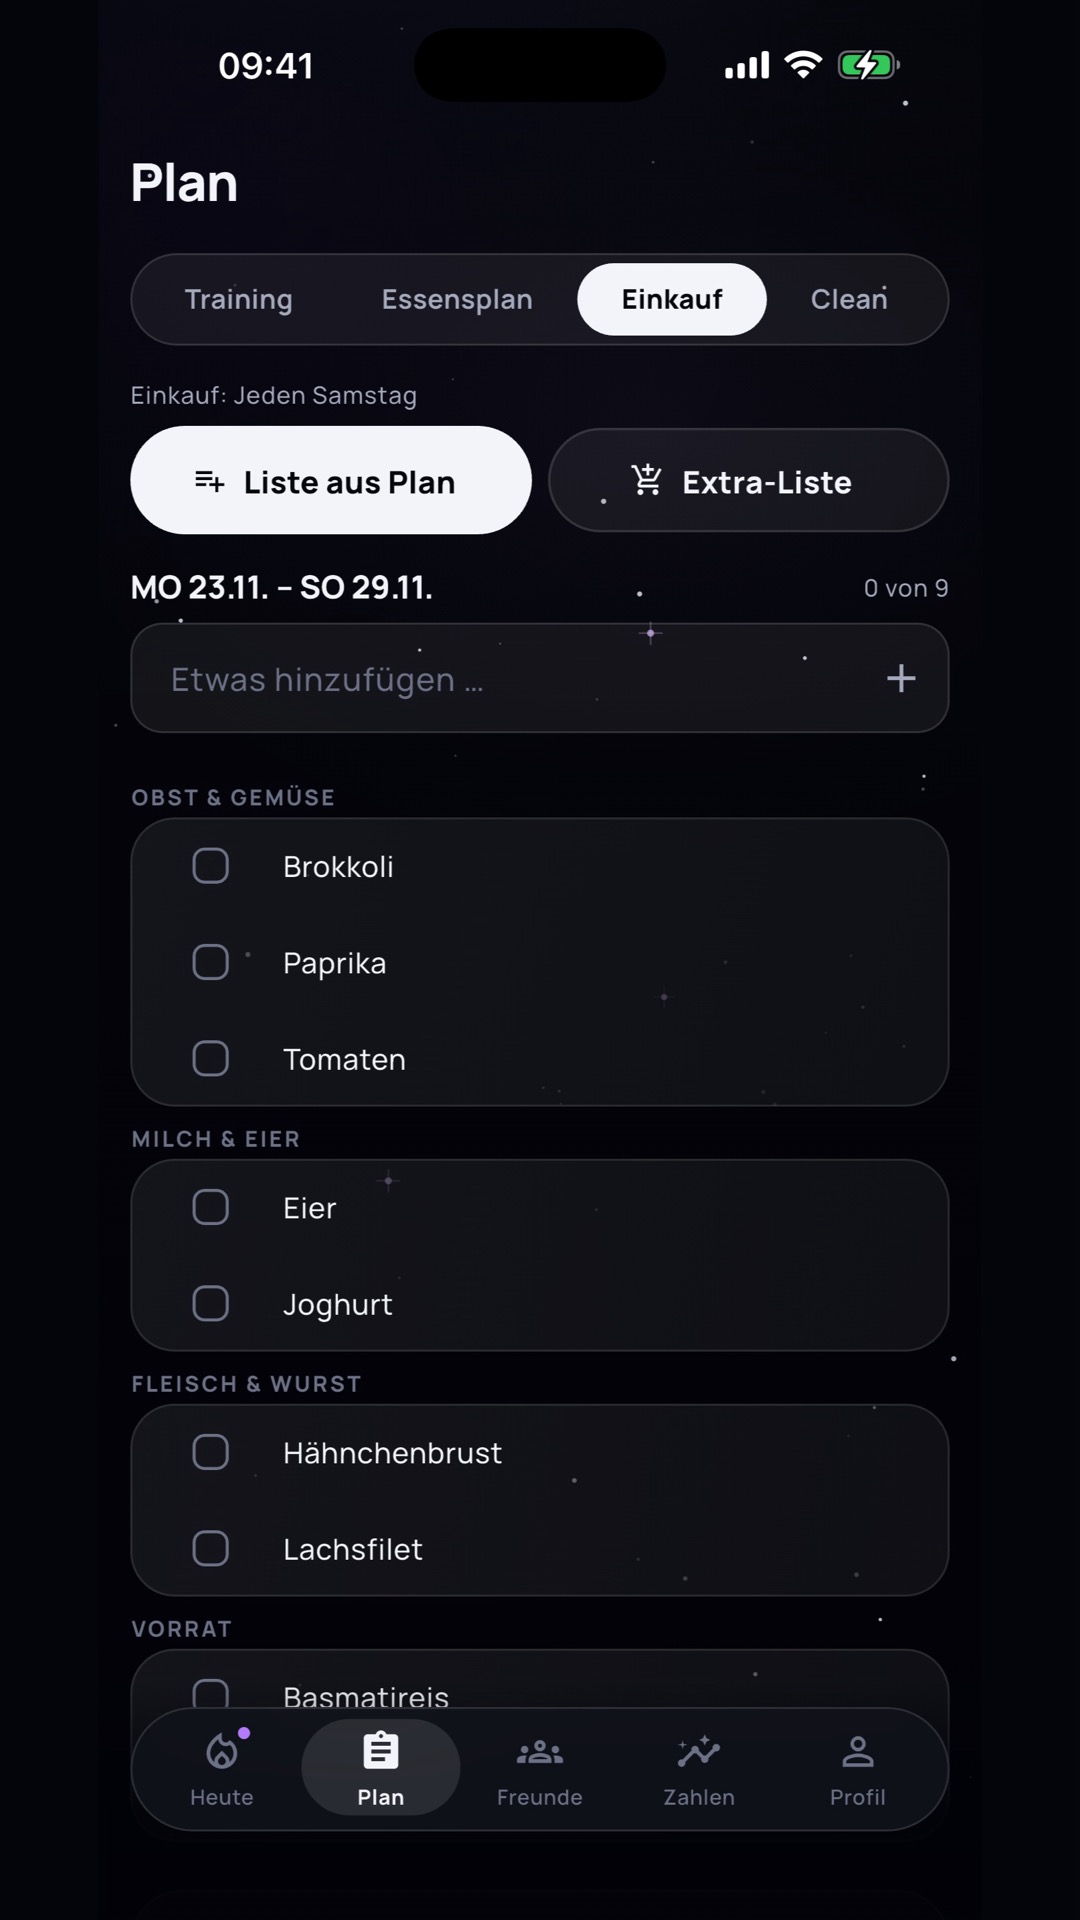 09:41
Plan
Training Essensplan Einkauf Clean
Einkauf: Jeden Samstag
Liste aus Plan Extra-Liste
MO 23.11. – SO 29.11. 0 von 9
Etwas hinzufügen ...
OBST & GEMÜSE
Brokkoli
Paprika
Tomaten
MILCH & EIER
Eier
Joghurt
FLEISCH & WURST
Hähnchenbrust
Lachsfilet
VORRAT
Basmatireis
Heute Plan Freunde Zahlen Profil